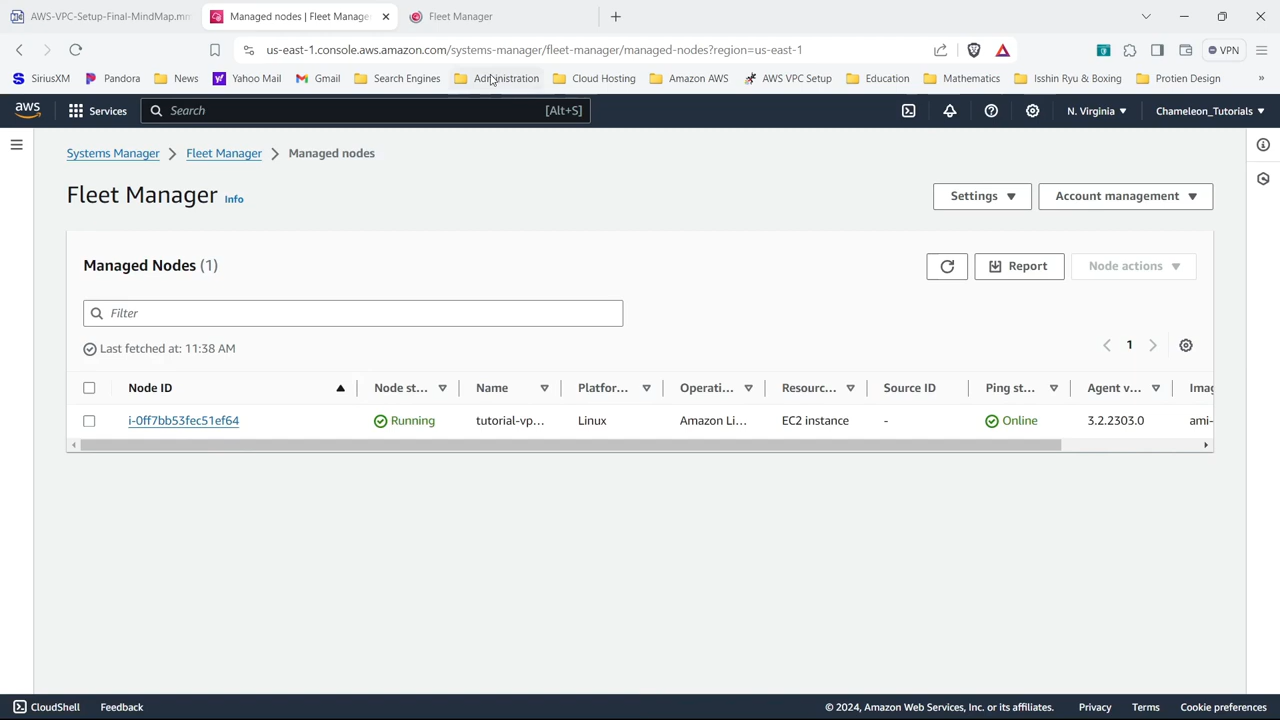 AWS-VPC-Setup-Final-MindMap.mm
Managed nodes | Fleet Manage
Fleet Manager
us-east-1.console.aws.amazon.com/systems-manager/fleet-manager/managed-nodes?region=us-east-1
VPN
SiriusXM
Pandora
News
Yahoo Mail
Gmail
Search Engines
Administration
Cloud Hosting
Amazon AWS
AWS VPC Setup
Education
Mathematics
Isshin Ryu & Boxing
Protien Design
»
aws
Services
Search
[Alt+S]
N. Virginia
Chameleon_Tutorials
Systems Manager
Fleet Manager
Managed nodes
Fleet Manager Info
Settings
Account management
Managed Nodes (1)
Report
Node actions
Filter
Last fetched at: 11:38 AM
1
Node ID
Node st...
Name
Platfor...
Operati...
Resourc...
Source ID
Ping st...
Agent v...
Imag
i-0ff7bb53fec51ef64
Running
tutorial-vp...
Linux
Amazon Li...
EC2 instance
-
Online
3.2.2303.0
ami-
CloudShell
Feedback
© 2024, Amazon Web Services, Inc. or its affiliates.
Privacy
Terms
Cookie preferences